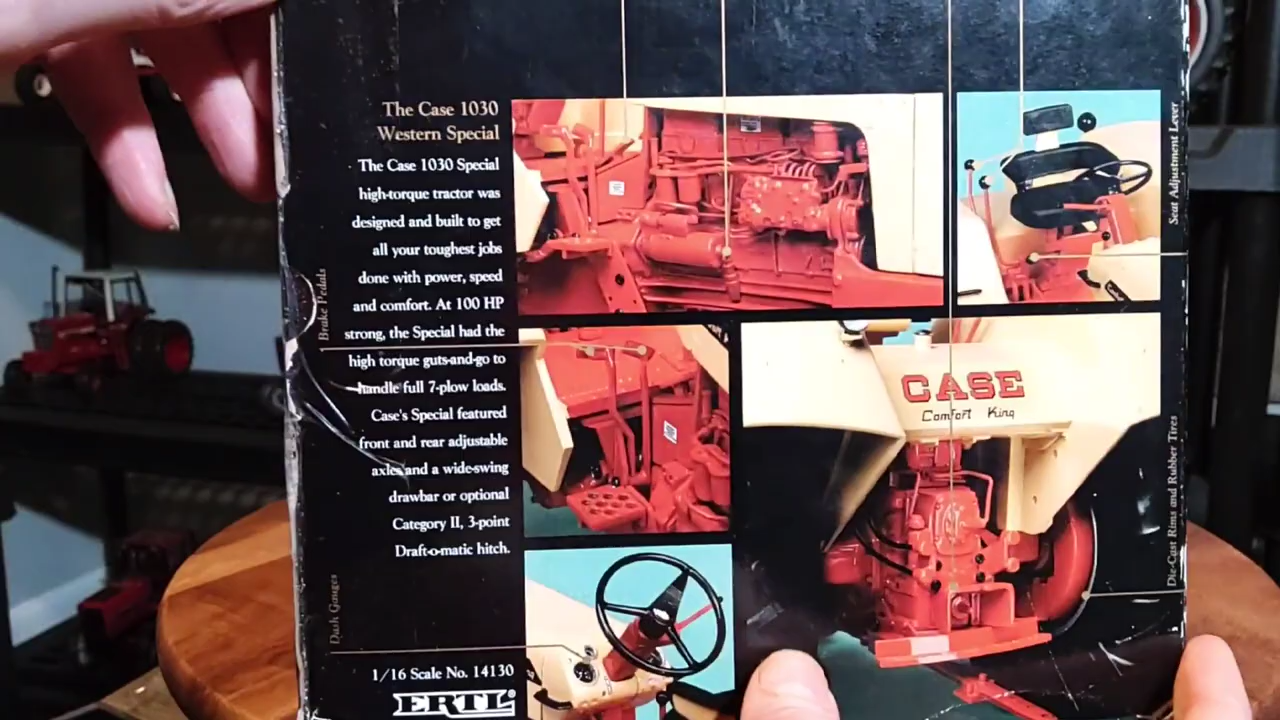 The Case 1030
Western Special
The Case 1030 Special
high-torque tractor was
designed and built to get
all your toughest jobs
done with power, speed
and comfort. At 100 HP
strong, the Special had the
high torque guts-and-go to
handle full 7-plow loads.
Case's Special featured
front and rear adjustable
axles and a wide-swing
drawbar or optional
Category II, 3-point
Draft-o-matic hitch.
1/16 Scale No. 14130
ERTL®
Brake Pedals
Dash Gauges
CASE
Comfort King
Seat Adjustment Lever
Die-Cast Rims and Rubber Tires